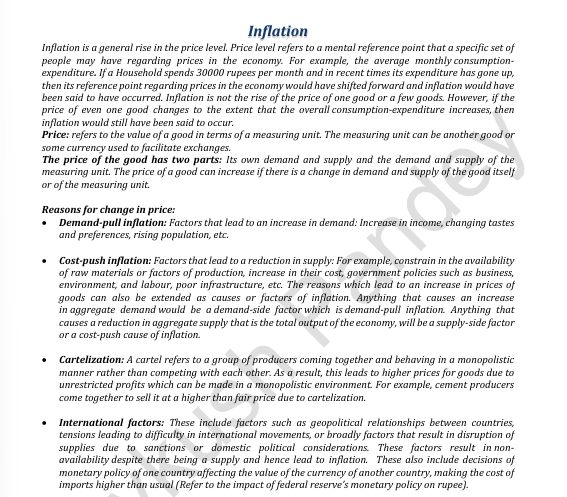 Inflation
Inflation is a general rise in the price level. Price level refers to a mental reference point that a specific set of
people may have regarding prices in the economy. For example, the average monthly consumption-
expenditure. If a Household spends 30000 rupees per month and in recent times its expenditure has gone up,
then its reference point regarding prices in the economy would have shifted forward and inflation would have
been said to have occurred. Inflation is not the rise of the price of one good or a few goods. However, if the
price of even one good changes to the extent that the overall consumption-expenditure increases, then
inflation would still have been said to occur.
Price: refers to the value of a good in terms of a measuring unit. The measuring unit can be another good or
some currency used to facilitate exchanges.
The price of the good has two parts: Its own demand and supply and the demand and supply of the
measuring unit. The price of a good can increase if there is a change in demand and supply of the good itself
or of the measuring unit.
Reasons for change in price:
• Demand-pull inflation: Factors that lead to an increase in demand: Increase in income, changing tastes
and preferences, rising population, etc.
• Cost-push inflation: Factors that lead to a reduction in supply: For example, constrain in the availability
of raw materials or factors of production, increase in their cost, government policies such as business,
environment, and labour, poor infrastructure, etc. The reasons which lead to an increase in prices of
goods can also be extended as causes or factors of inflation. Anything that causes an increase
in aggregate demand would be a demand-side factor which is demand-pull inflation. Anything that
causes a reduction in aggregate supply that is the total output of the economy, will be a supply-side factor
or a cost-push cause of inflation.
• Cartelization: A cartel refers to a group of producers coming together and behaving in a monopolistic
manner rather than competing with each other. As a result, this leads to higher prices for goods due to
unrestricted profits which can be made in a monopolistic environment. For example, cement producers
come together to sell it at a higher than fair price due to cartelization.
• International factors: These include factors such as geopolitical relationships between countries,
tensions leading to difficulty in international movements, or broadly factors that result in disruption of
supplies due to sanctions or domestic political considerations. These factors result in non-
availability despite there being a supply and hence lead to inflation. These also include decisions of
monetary policy of one country affecting the value of the currency of another country, making the cost of
imports higher than usual (Refer to the impact of federal reserve's monetary policy on rupee).
Pandey